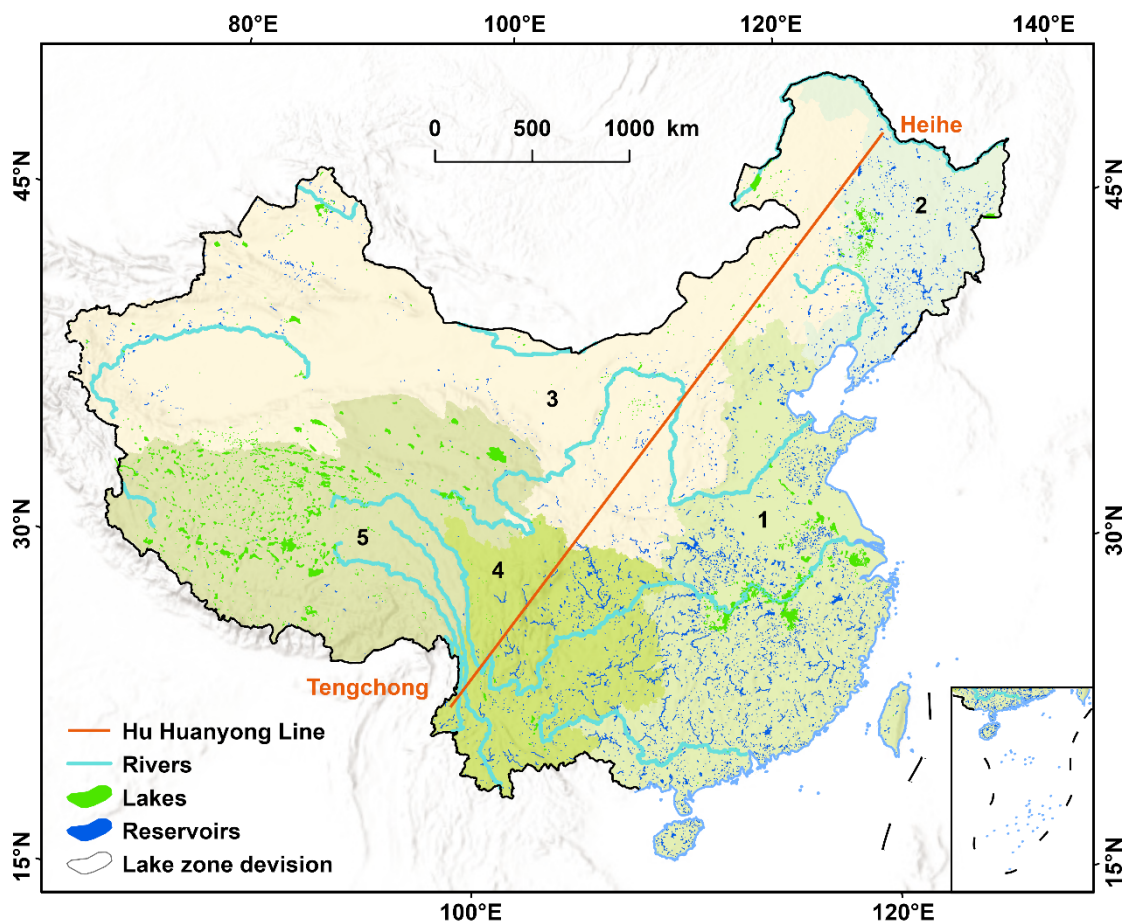 80°E 100°E 120°E 140°E
0 500 1000 km
Heihe
45°N 45°N
2
3
30°N 30°N
1
5
4
Tengchong
Hu Huanyong Line
Rivers
Lakes
Reservoirs
Lake zone devision
15°N 15°N
100°E 120°E